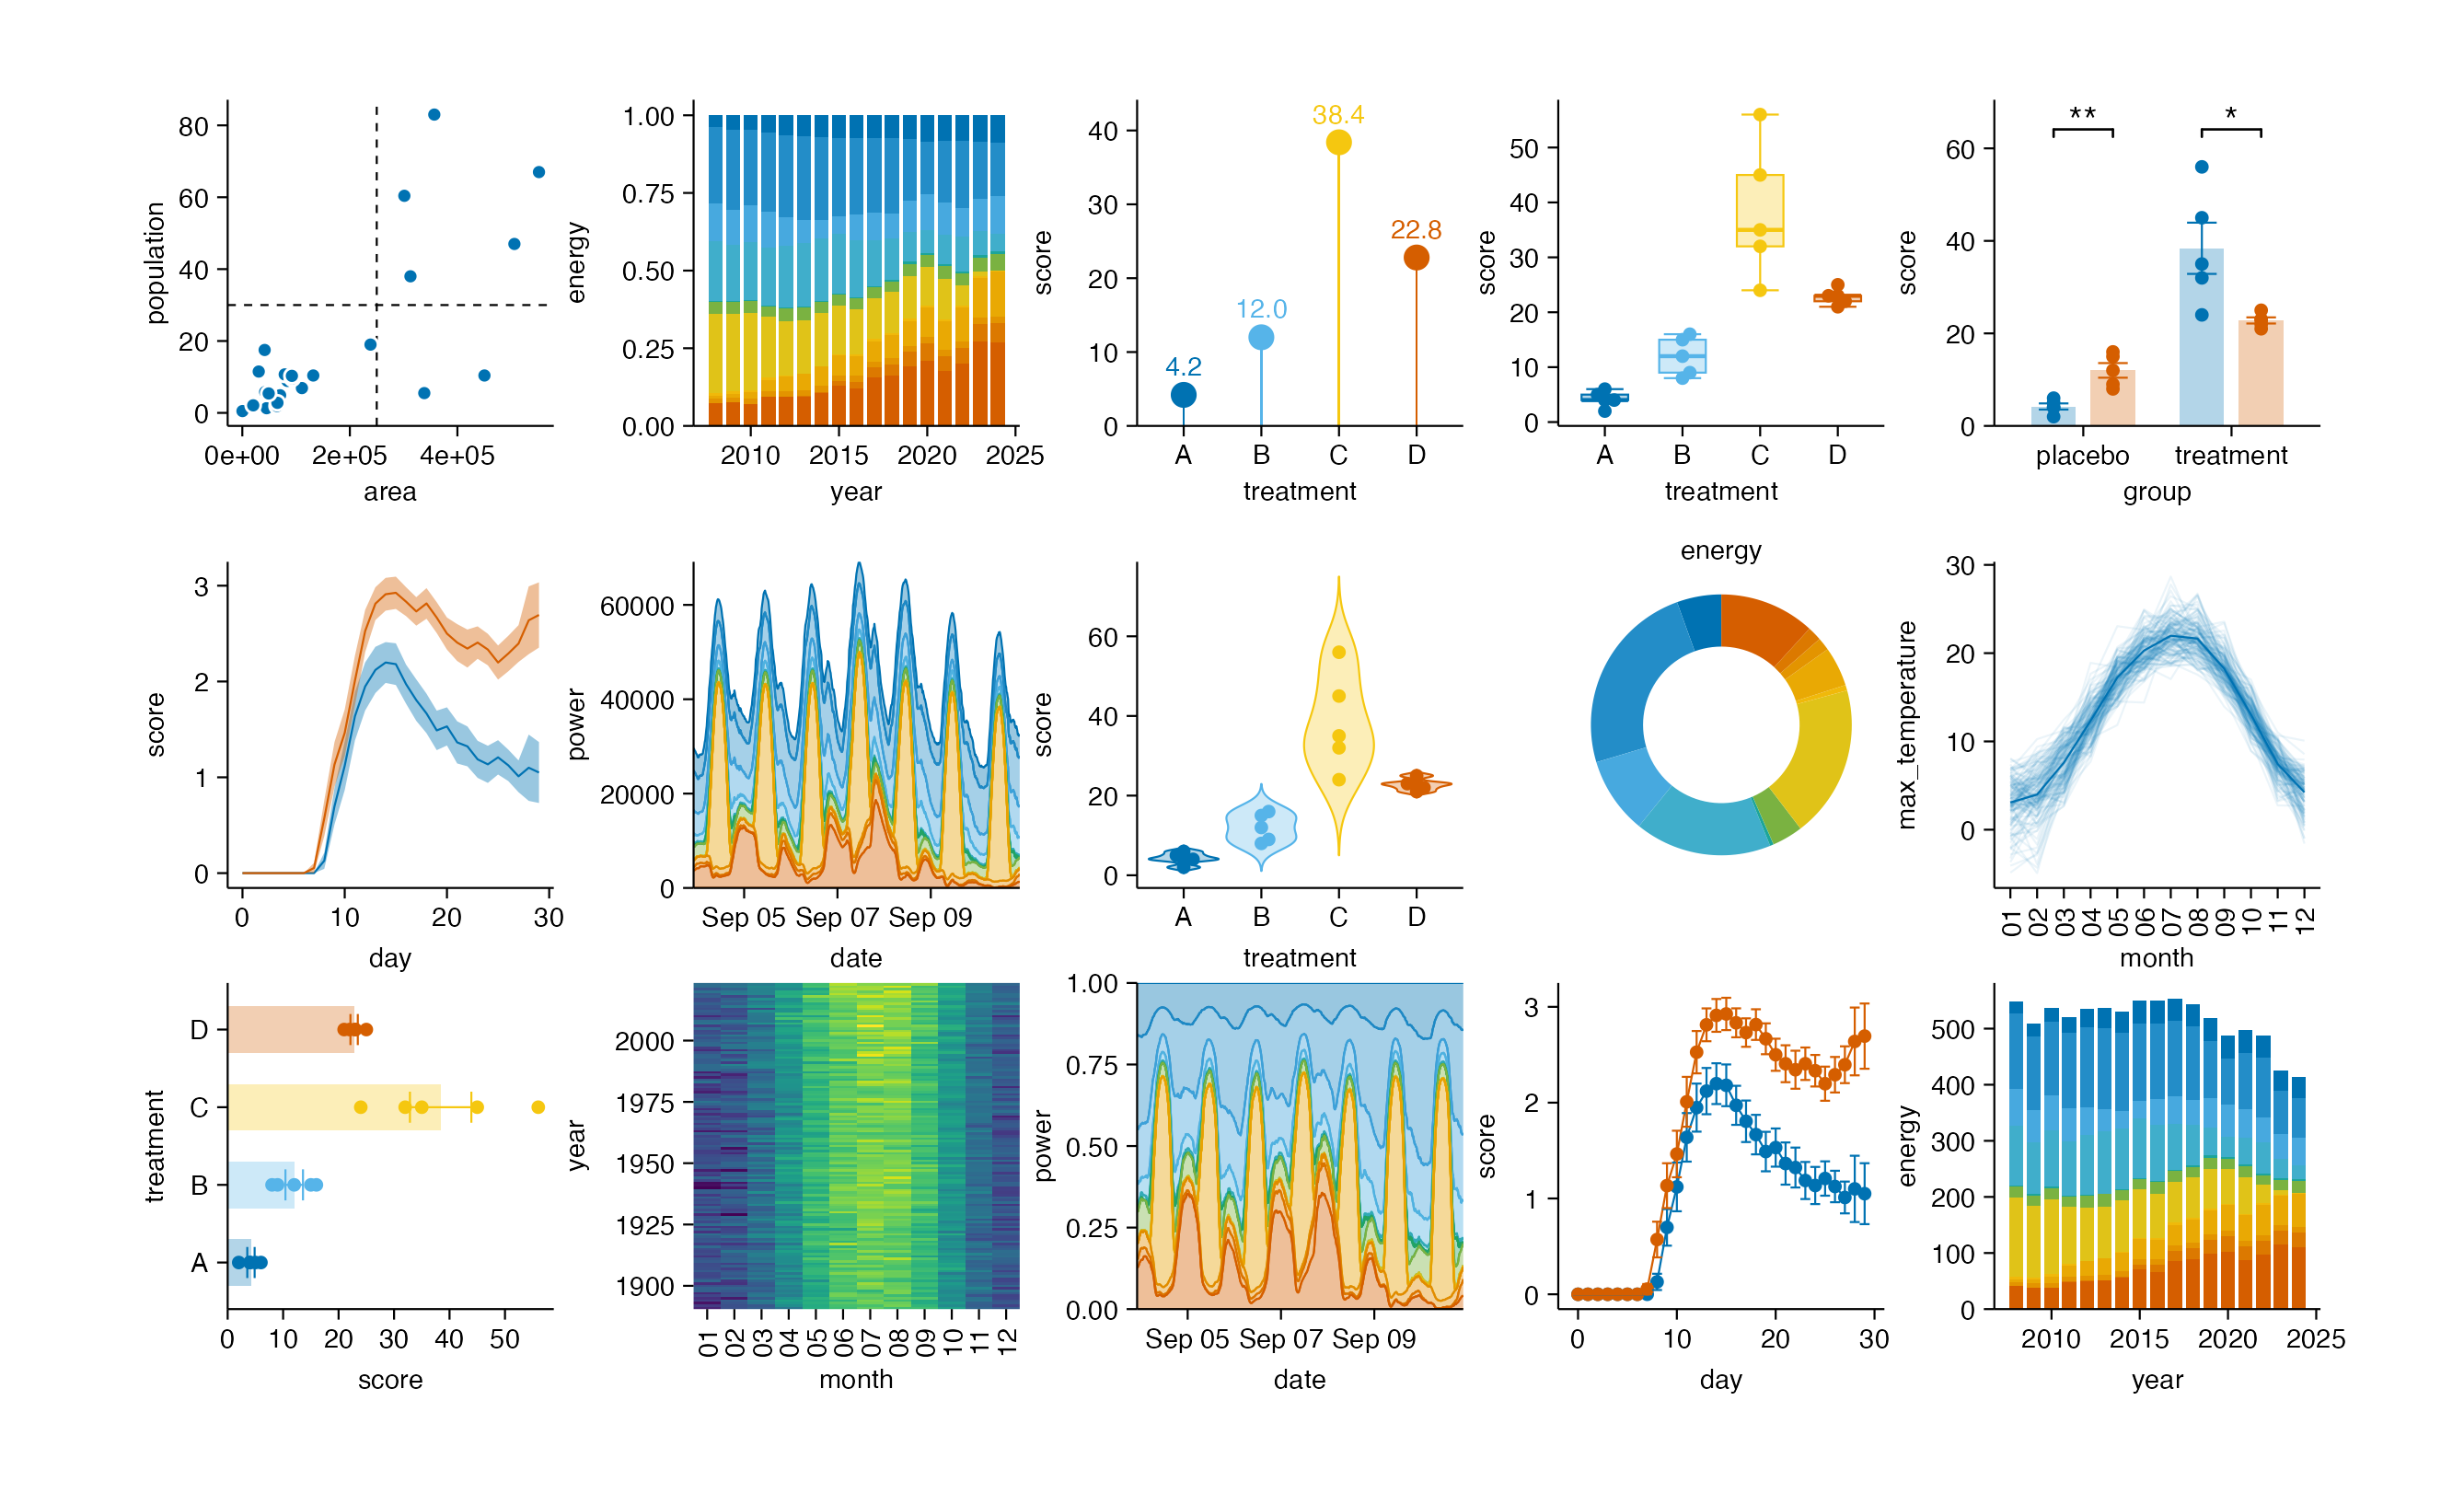 population
80
60
40
20
0
0e+00 2e+05 4e+05
area
energy
1.00
0.75
0.50
0.25
0.00
2010 2015 2020 2025
year
score
40
30
20
10
0
4.2
12.0
38.4
22.8
A B C D
treatment
score
50
40
30
20
10
0
A B C D
treatment
score
60
40
20
0
**
*
placebo treatment
group
score
3
2
1
0
0 10 20 30
day
power
60000
40000
20000
0
Sep 05 Sep 07 Sep 09
date
score
60
40
20
0
A B C D
treatment
energy
max_temperature
30
20
10
0
01 02 03 04 05 06 07 08 09 10 11 12
month
treatment
D
C
B
A
0 10 20 30 40 50
score
year
2000
1975
1950
1925
1900
01 02 03 04 05 06 07 08 09 10 11 12
month
power
1.00
0.75
0.50
0.25
0.00
Sep 05 Sep 07 Sep 09
date
score
3
2
1
0
0 10 20 30
day
energy
500
400
300
200
100
0
2010 2015 2020 2025
year